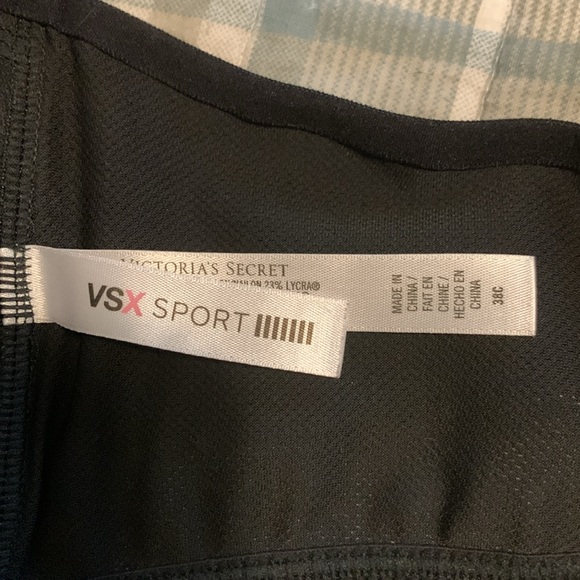 VICTORIA'S SECRET
NYLON 23% LYCRA®
VSX SPORT
MADE IN
CHINA /
FAIT EN
CHINE /
HECHO EN
CHINA
38C